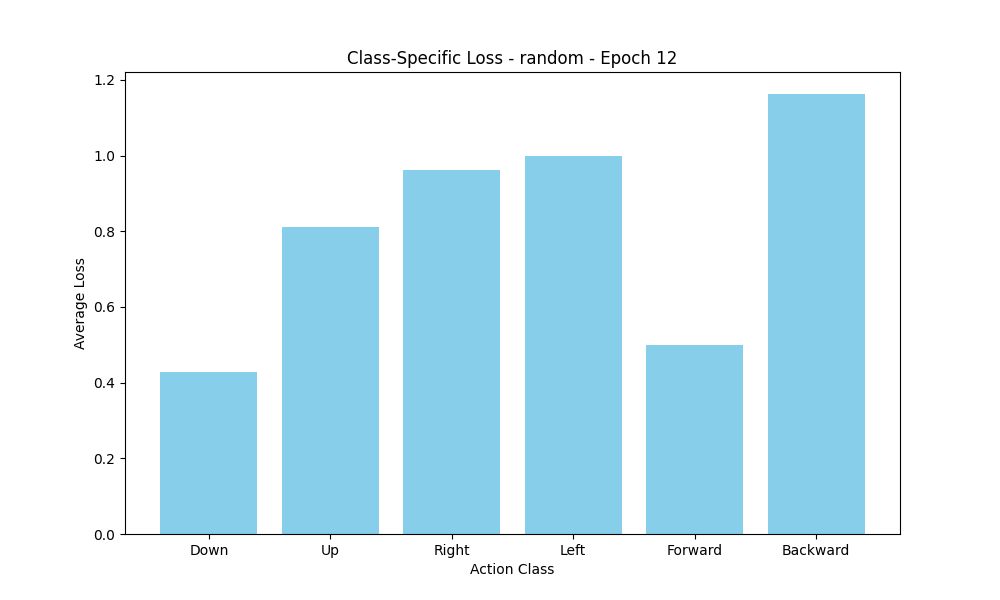 Class-Specific Loss - random - Epoch 12
1.2
1.0
0.8
0.6
0.4
0.2
0.0
Average Loss
Down Up Right Left Forward Backward
Action Class